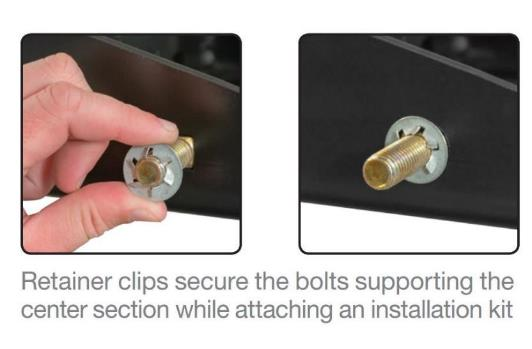 Retainer clips secure the bolts supporting the
center section while attaching an installation kit